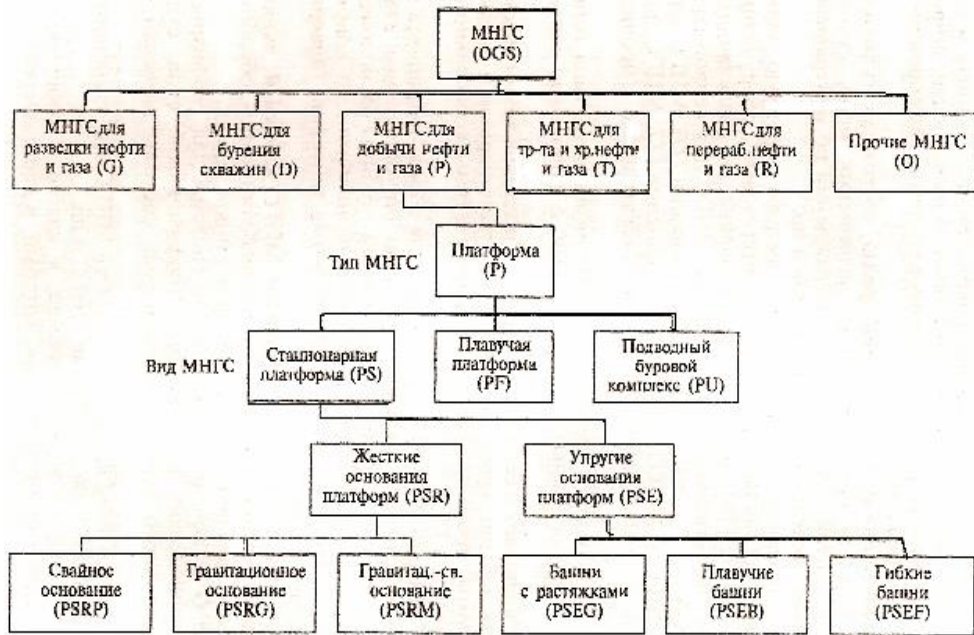 МНГС
(OGS)
МНГС для
разведки нефти
и газа (G)
МНГС для
бурения
скважин (D)
МНГС для
добычи нефти
и газа (P)
МНГС для
тр-та и хр.нефти
и газа (T)
МНГС для
перераб.нефти
и газа (R)
Прочие МНГС
(O)
Тип МНГС
Платформа
(P)
Вид МНГС
Стационарная
платформа (PS)
Плавучая
платформа
(PF)
Подводный
буровой
комплекс (PU)
Жесткие
основания
платформ (PSR)
Упругие
основания
платформ (PSE)
Свайное
основание
(PSRP)
Гравитационное
основание
(PSRG)
Гравитац.-св.
основание
(PSRM)
Башни
с растяжками
(PSEG)
Плавучие
башни
(PSEB)
Гибкие
башни
(PSEF)